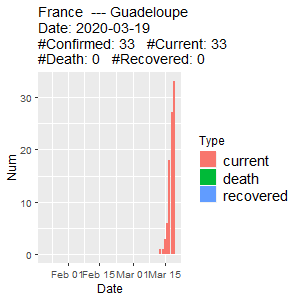 France  --- Guadeloupe
Date: 2020-03-19
#Confirmed: 33   #Current: 33
#Death: 0   #Recovered: 0
30
20
10
0
Num
Feb 01 Feb 15 Mar 01 Mar 15
Date
Type
current
death
recovered